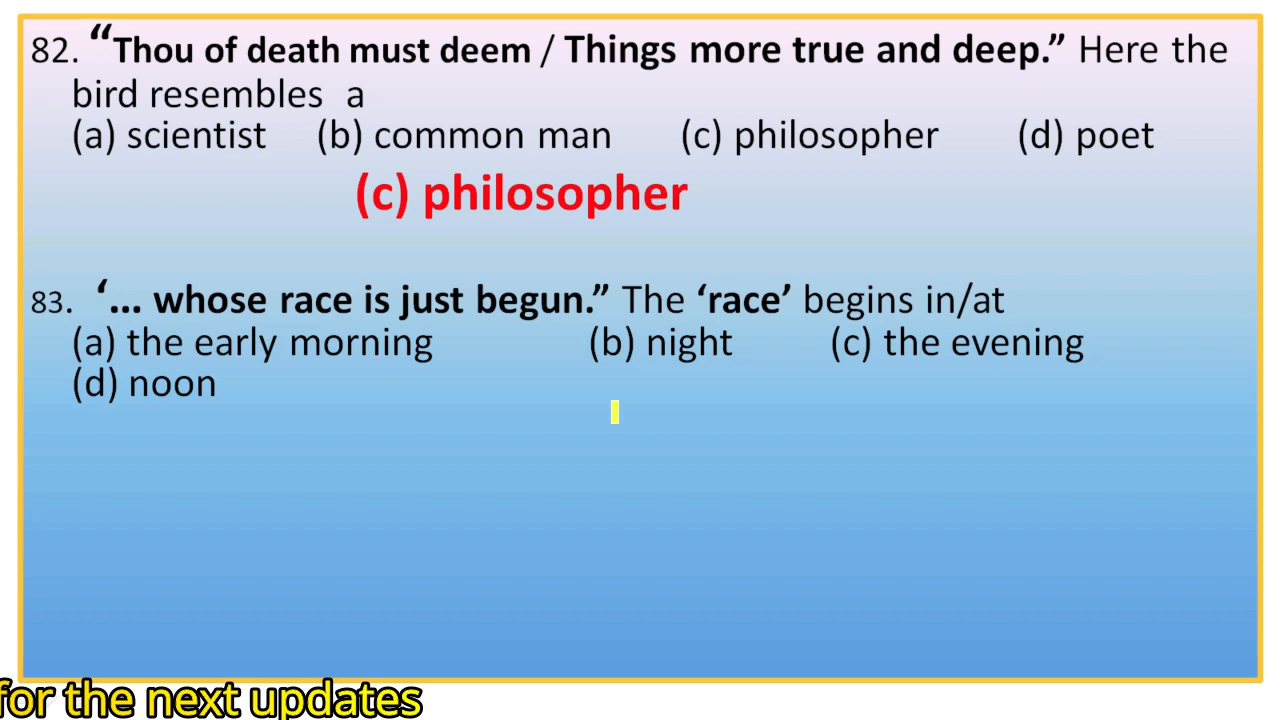 82. “Thou of death must deem / Things more true and deep.” Here the
bird resembles a
(a) scientist (b) common man (c) philosopher (d) poet
(c) philosopher
83. ‘... whose race is just begun.” The ‘race’ begins in/at
(a) the early morning (b) night (c) the evening
(d) noon
for the next updates